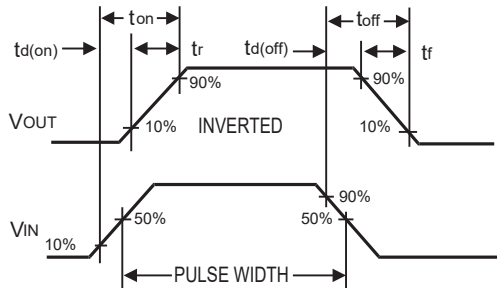 ton toff
td(on) tr td(off) tf
90% 90%
VOUT 10% INVERTED 10%
90%
VIN 50% 50%
10%
PULSE WIDTH